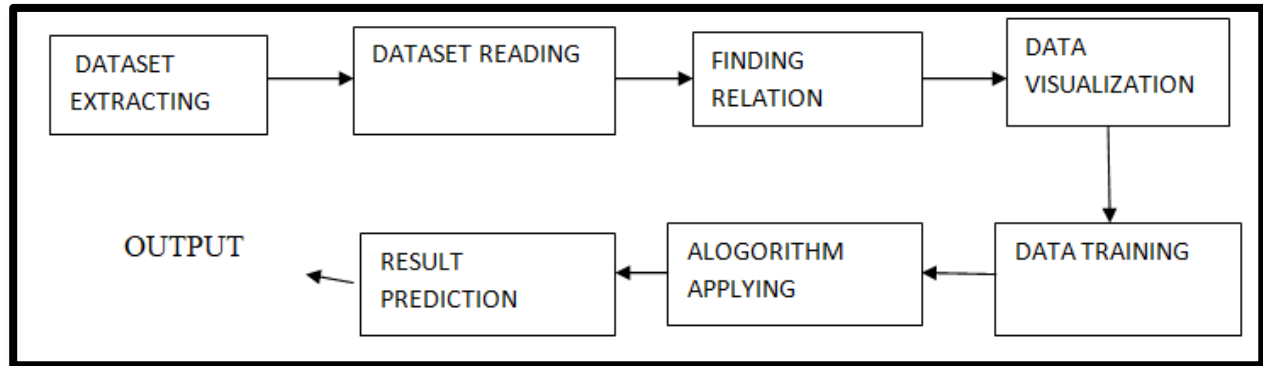 DATASET
EXTRACTING
DATASET READING
FINDING
RELATION
DATA
VISUALIZATION
DATA TRAINING
ALOGORITHM
APPLYING
RESULT
PREDICTION
OUTPUT